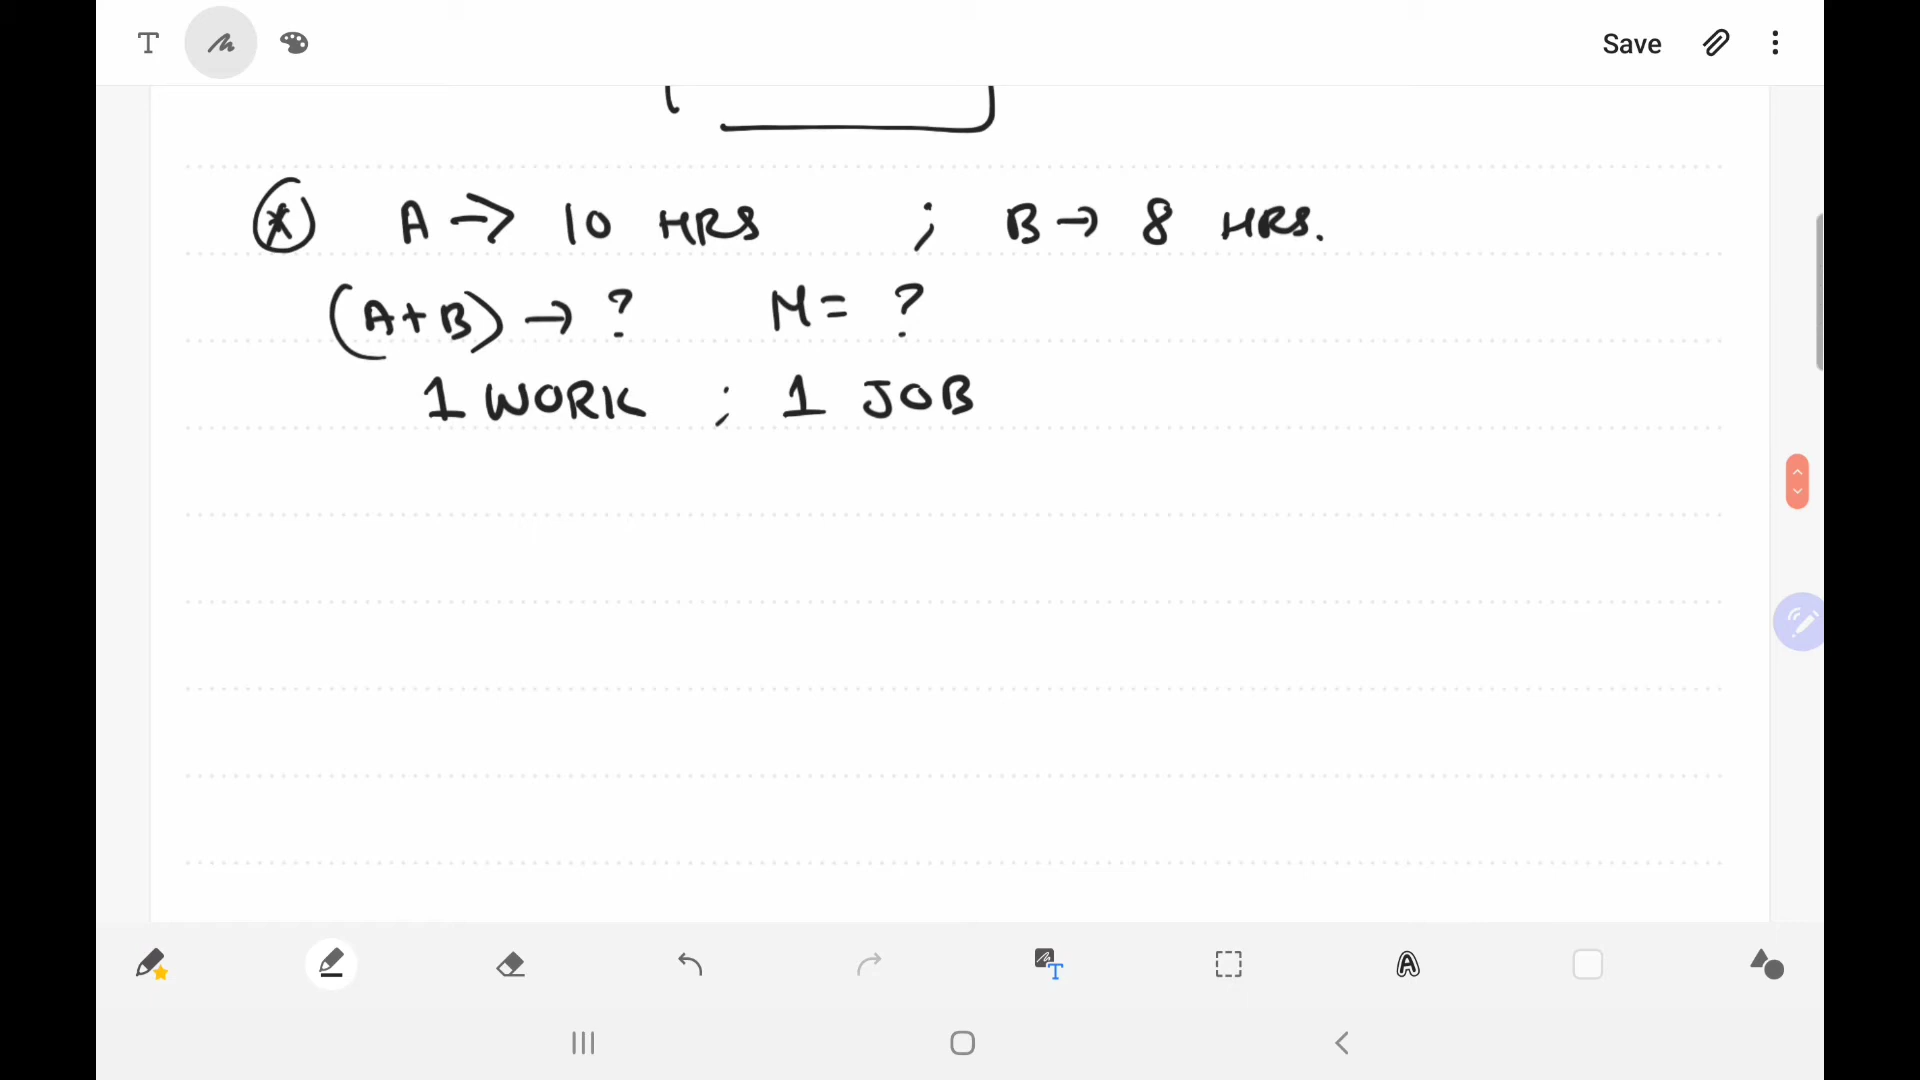 Save
* A → 10 HRS ; B → 8 HRS.
(A+B) → ? M = ?
1 WORK ; 1 JOB